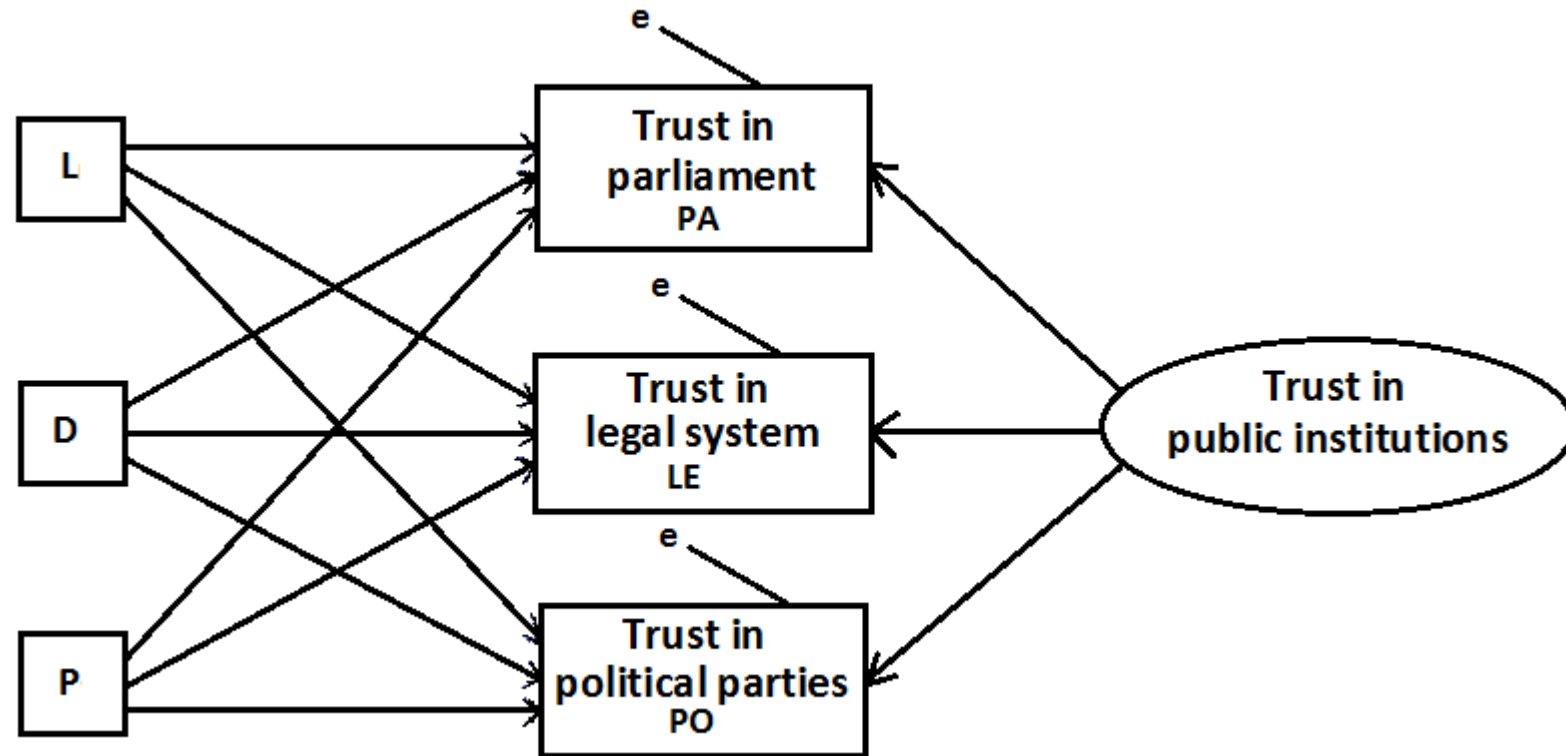 e
L
Trust in
parliament
PA
e
D
Trust in
legal system
LE
Trust in
public institutions
e
P
Trust in
political parties
PO